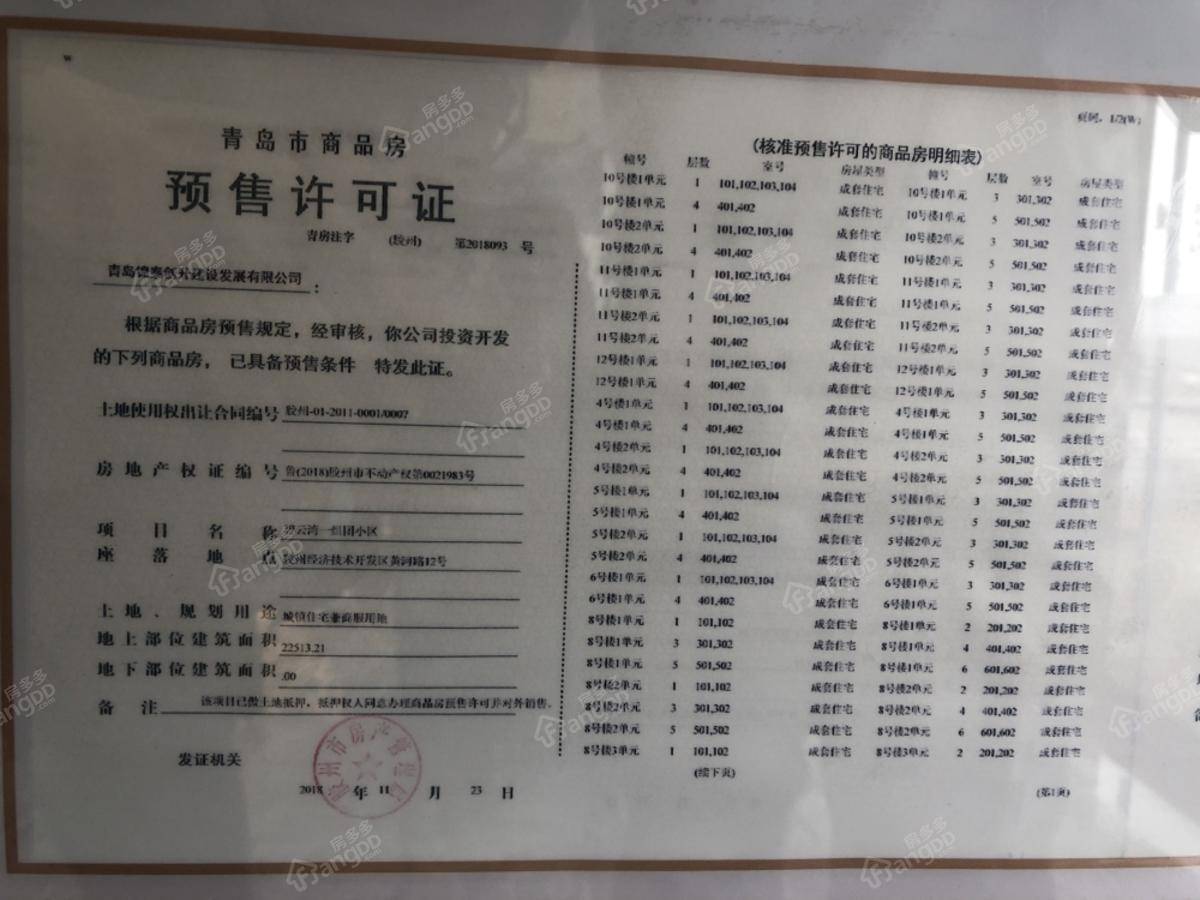 页码：1/2(W)
青岛市商品房
预售许可证
青房注字 (胶州) 第2018093 号
青岛 建设发展有限公司：
根据商品房预售规定，经审核，你公司投资开发
的下列商品房， 已具备预售条件 特发此证。
土地使用权出让合同编号 胶州-01-2011-0001/0007
房地产权证编号 鲁(2018)胶州市不动产权第0021983号
项目名称 云湾一组团小区
座落地点 胶州经济技术开发区黄河路12号
土地、规划用途 城镇住宅兼商服用地
地上部位建筑面积 22513.21
地下部位建筑面积 .00
备注 该项目已做土地抵押，抵押权人同意办理商品房预售许可并对外销售。
发证机关
胶州市房产管理局
2018 年 11 月 23 日
(核准预售许可的商品房明细表)
幢号 层数 室号 房屋类型 幢号 层数 室号 房屋类型
10号楼1单元 1 101,102,103,104 成套住宅 10号楼1单元 3 301,302 成套住宅
10号楼1单元 4 401,402 成套住宅 10号楼1单元 5 501,502 成套住宅
10号楼2单元 1 101,102,103,104 成套住宅 10号楼2单元 3 301,302 成套住宅
10号楼2单元 4 401,402 成套住宅 10号楼2单元 5 501,502 成套住宅
11号楼1单元 1 101,102,103,104 成套住宅 11号楼1单元 3 301,302 成套住宅
11号楼1单元 4 401,402 成套住宅 11号楼1单元 5 501,502 成套住宅
11号楼2单元 1 101,102,103,104 成套住宅 11号楼2单元 3 301,302 成套住宅
11号楼2单元 4 401,402 成套住宅 11号楼2单元 5 501,502 成套住宅
12号楼1单元 1 101,102,103,104 成套住宅 12号楼1单元 3 301,302 成套住宅
12号楼1单元 4 401,402 成套住宅 12号楼1单元 5 501,502 成套住宅
4号楼1单元 1 101,102,103,104 成套住宅 4号楼1单元 3 301,302 成套住宅
4号楼1单元 4 401,402 成套住宅 4号楼1单元 5 501,502 成套住宅
4号楼2单元 1 101,102,103,104 成套住宅 4号楼2单元 3 301,302 成套住宅
4号楼2单元 4 401,402 成套住宅 4号楼2单元 5 501,502 成套住宅
5号楼1单元 1 101,102,103,104 成套住宅 5号楼1单元 3 301,302 成套住宅
5号楼1单元 4 401,402 成套住宅 5号楼1单元 5 501,502 成套住宅
5号楼2单元 1 101,102,103,104 成套住宅 5号楼2单元 3 301,302 成套住宅
5号楼2单元 4 401,402 成套住宅 5号楼2单元 5 501,502 成套住宅
6号楼1单元 1 101,102,103,104 成套住宅 6号楼1单元 3 301,302 成套住宅
6号楼1单元 4 401,402 成套住宅 6号楼1单元 5 501,502 成套住宅
8号楼1单元 1 101,102 成套住宅 8号楼1单元 2 201,202 成套住宅
8号楼1单元 3 301,302 成套住宅 8号楼1单元 4 401,402 成套住宅
8号楼1单元 5 501,502 成套住宅 8号楼1单元 6 601,602 成套住宅
8号楼2单元 1 101,102 成套住宅 8号楼2单元 2 201,202 成套住宅
8号楼2单元 3 301,302 成套住宅 8号楼2单元 4 401,402 成套住宅
8号楼2单元 5 501,502 成套住宅 8号楼2单元 6 601,602 成套住宅
8号楼3单元 1 101,102 成套住宅 8号楼3单元 2 201,202 成套住宅
(续下页)
(第1页)
房多多
angDD
.com